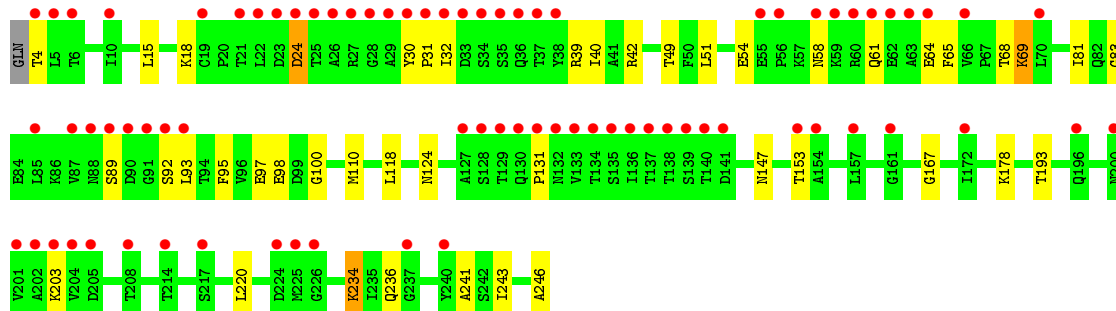 GLN T4 L5 T6 I10 L15 K18 C19 P20 T21 L22 D23 D24 T25 A26 R27 G28 A29 Y30 P31 I32 D33 S34 S35 Q36 T37 Y38 R39 I40 A41 R42 T49 F50 L51 E54 E55 P56 K57 N58 K59 R60 Q61 E62 A63 E64 F65 V66 P67 T68 K69 L70 I81 Q82 G83
E84 L85 K86 V87 N88 S89 D90 G91 S92 L93 T94 F95 V96 E97 E98 D99 G100 M110 L118 N124 A127 S128 T129 Q130 P131 N132 V133 T134 S135 I136 T137 T138 S139 T140 D141 N147 T153 A154 L157 G161 G167 I172 K178 T193 Q196 N200
V201 A202 K203 V204 D205 T208 T214 S217 L220 D224 M225 G226 K234 I235 Q236 G237 Y240 A241 S242 I243 A246